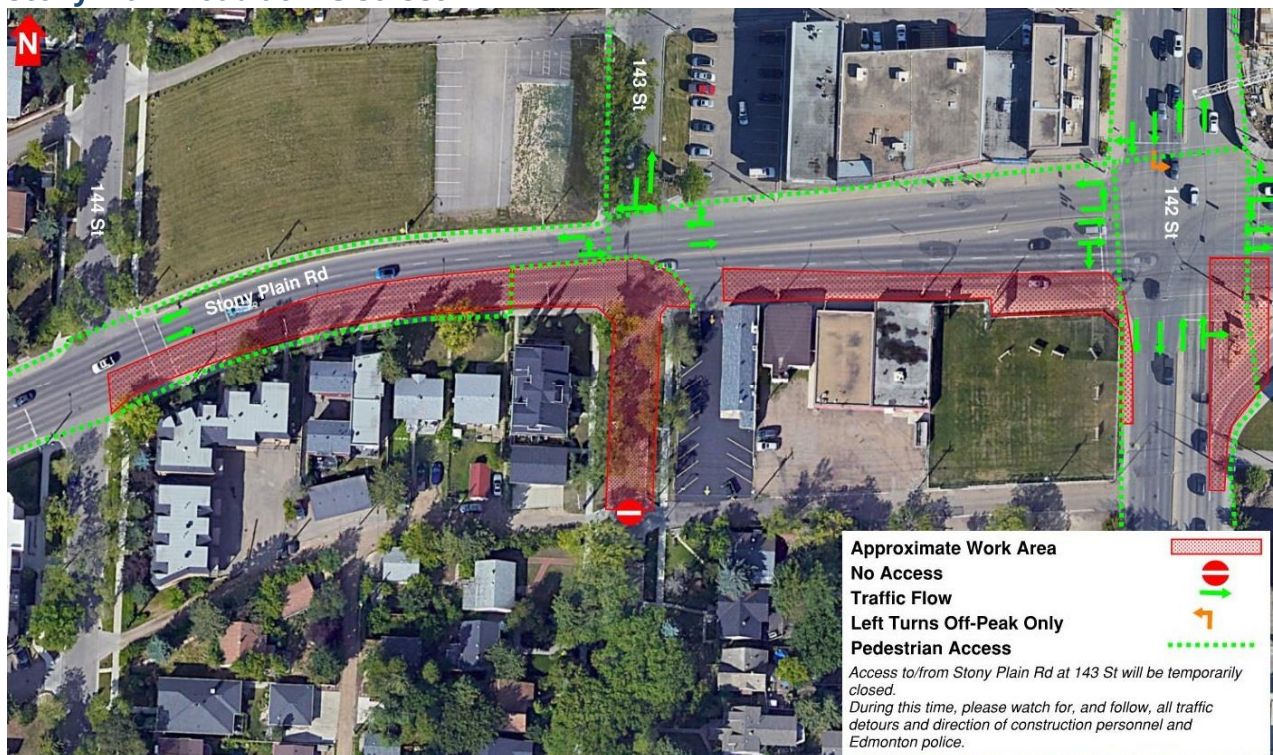 N
143 St
144 St
142 St
Stony Plain Rd
Approximate Work Area
No Access
Traffic Flow
Left Turns Off-Peak Only
Pedestrian Access
Access to/from Stony Plain Rd at 143 St will be temporarily
closed.
During this time, please watch for, and follow, all traffic
detours and direction of construction personnel and
Edmonton police.